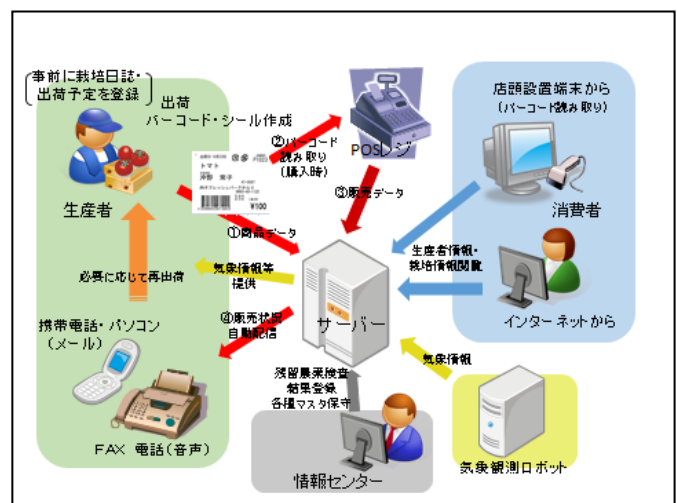 事前に栽培日誌・
出荷予定を登録
出荷
バーコード・シール作成
②バーコード
読み取り
(購入時)
POSレジ
店頭設置端末から
(バーコード読み取り)
トマト
¥100
生産者
③販売データ
消費者
①商品データ
生産者情報・
栽培情報閲覧
気象情報等
提供
必要に応じて再出荷
サーバー
インターネットから
④販売状況
自動配信
携帯電話・パソコン
(メール)
気象情報
残留農薬検査
結果登録
各種マスタ保守
FAX 電話(音声)
情報センター
気象観測ロボット